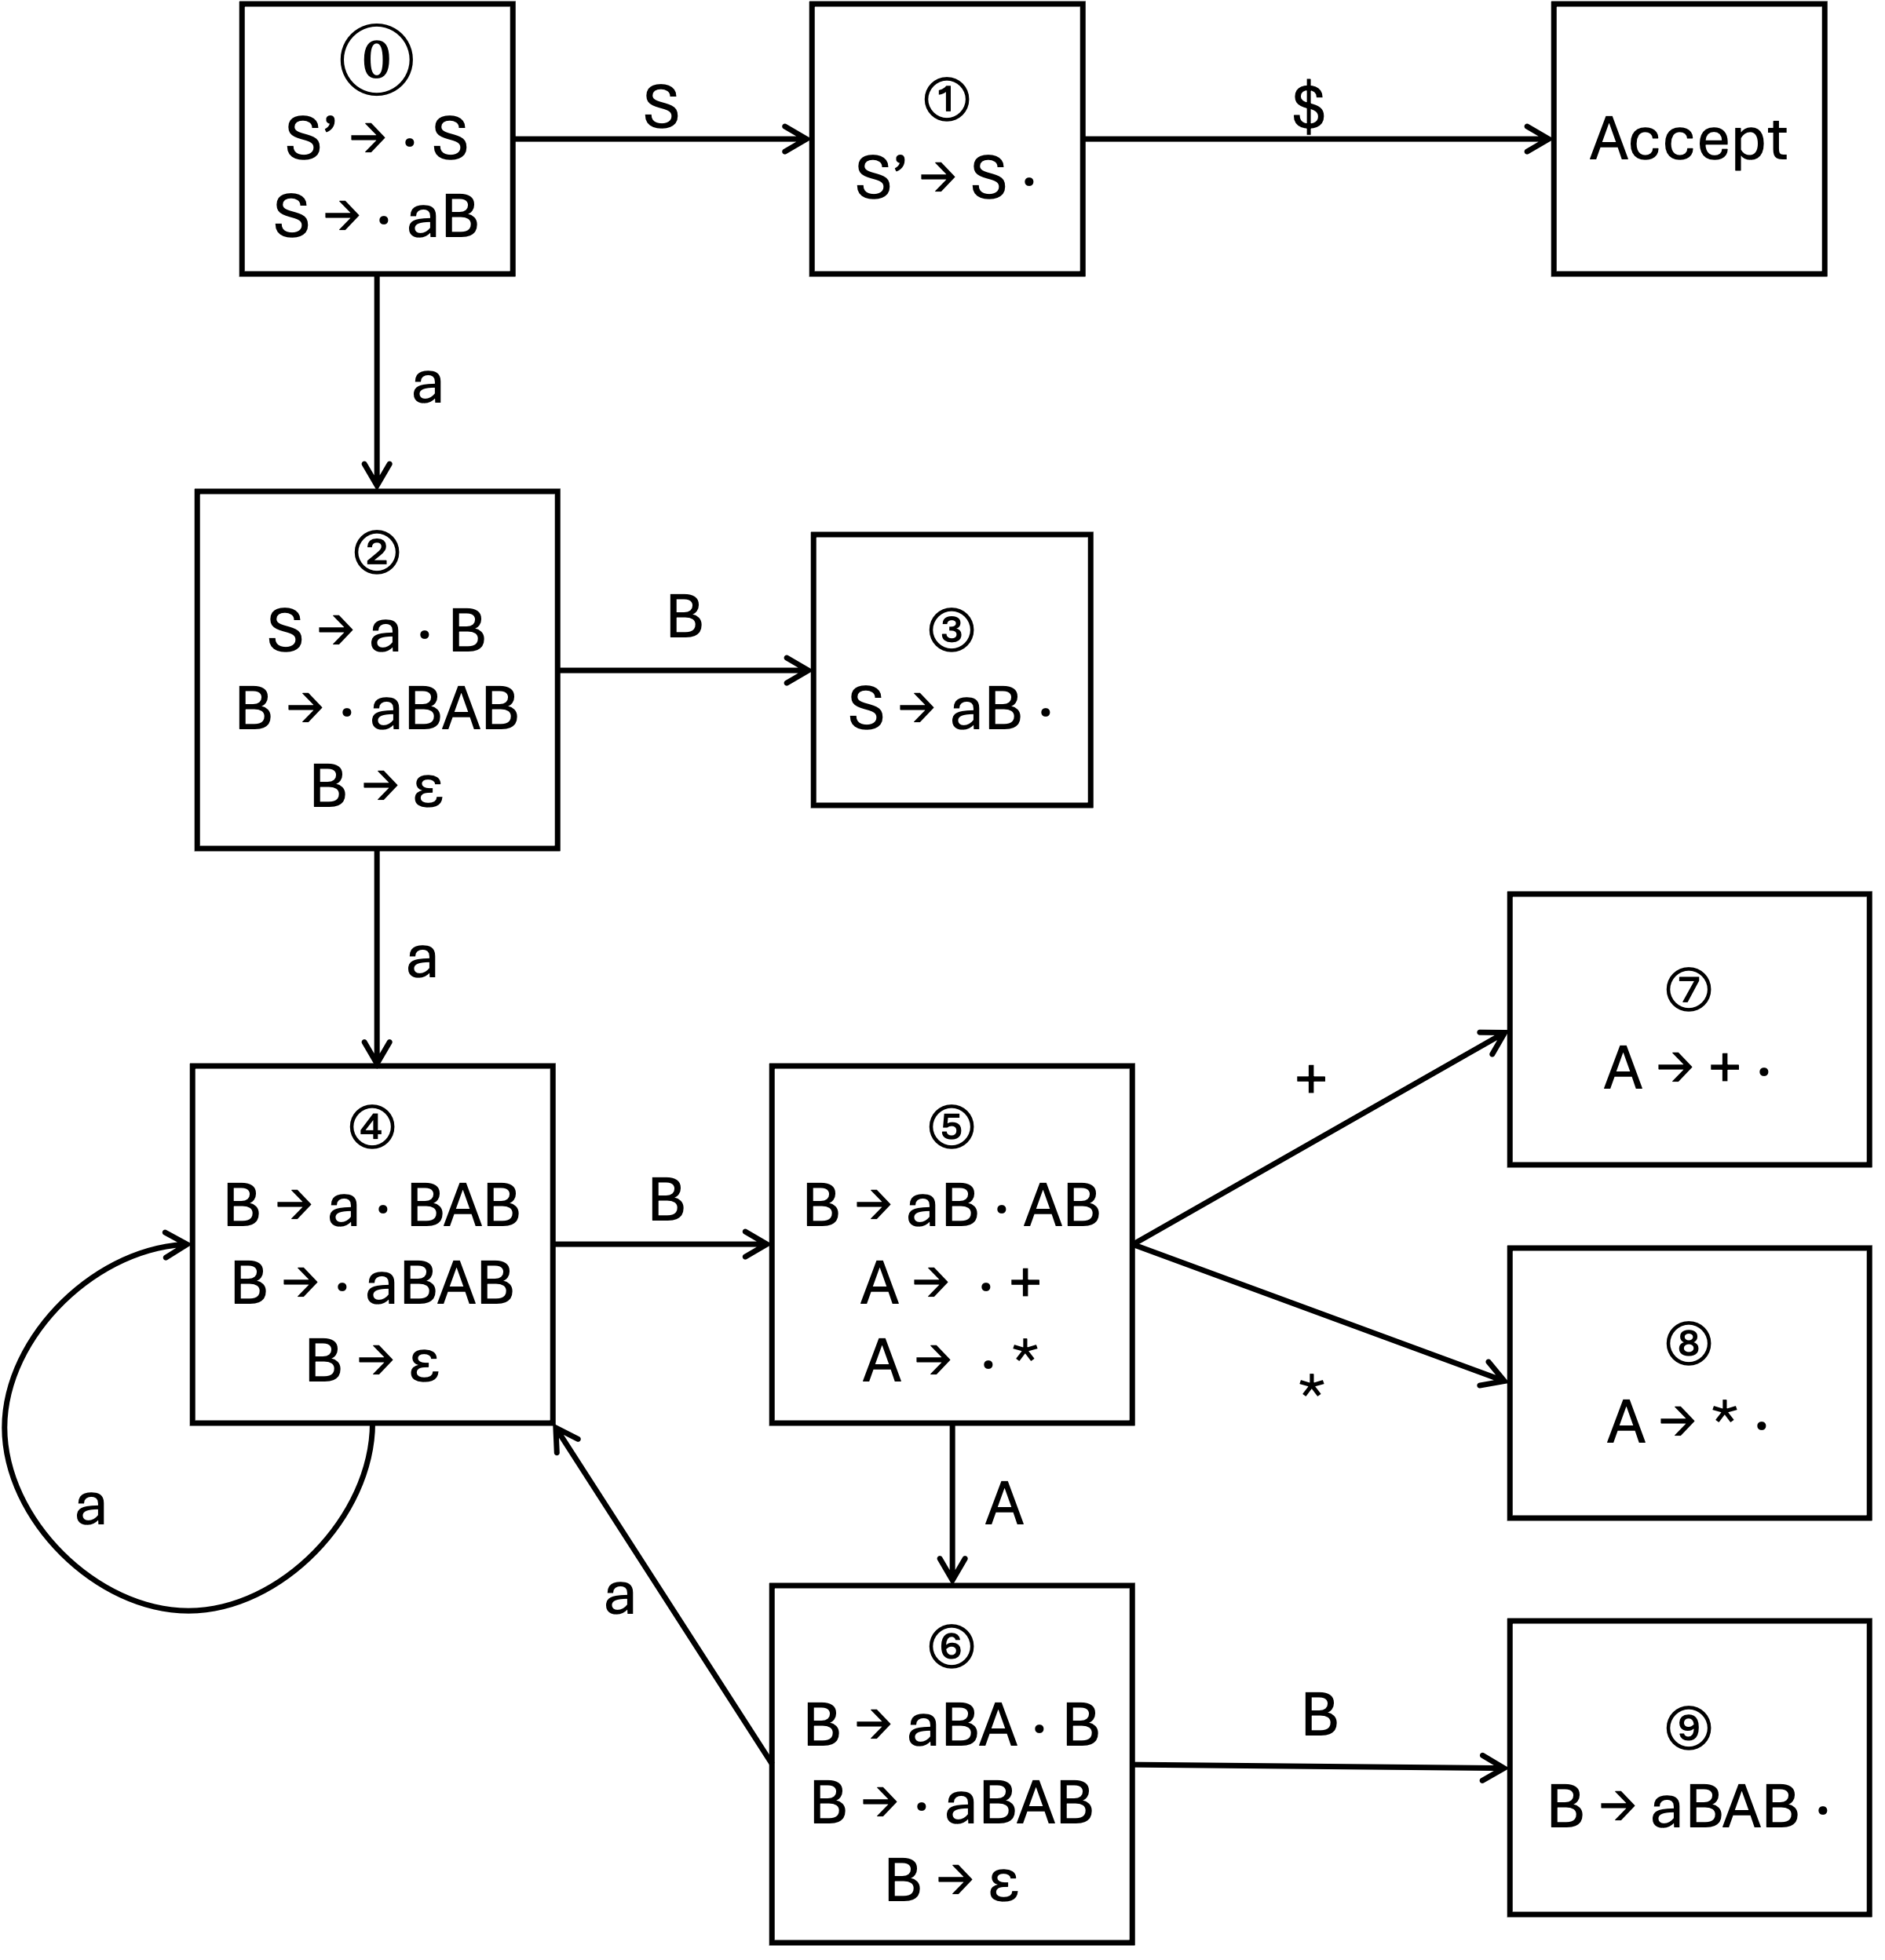 ⓪
S’ → · S
S → · aB
S
①
S’ → S ·
$
Accept
a
②
S → a · B
B → · aBAB
B → ε
B
③
S → aB ·
a
④
B → a · BAB
B → · aBAB
B → ε
B
⑤
B → aB · AB
A → · +
A → · *
+
⑦
A → + ·
*
⑧
A → * ·
a
A
a
⑥
B → aBA · B
B → · aBAB
B → ε
B
⑨
B → aBAB ·